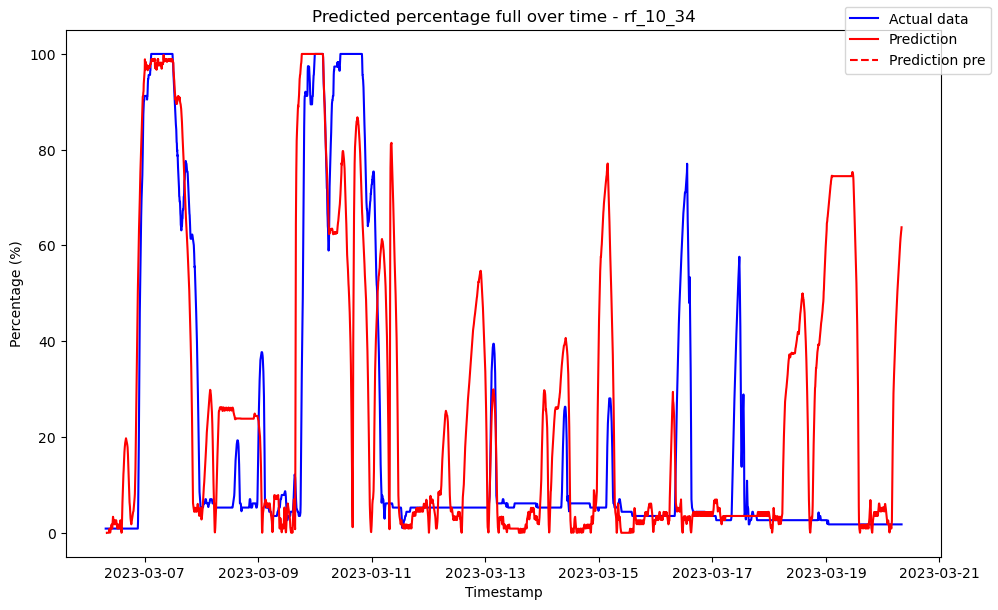 Predicted percentage full over time - rf_10_34
Actual data
Prediction
Prediction pre
Percentage (%)
100
80
60
40
20
0
2023-03-07 2023-03-09 2023-03-11 2023-03-13 2023-03-15 2023-03-17 2023-03-19 2023-03-21
Timestamp